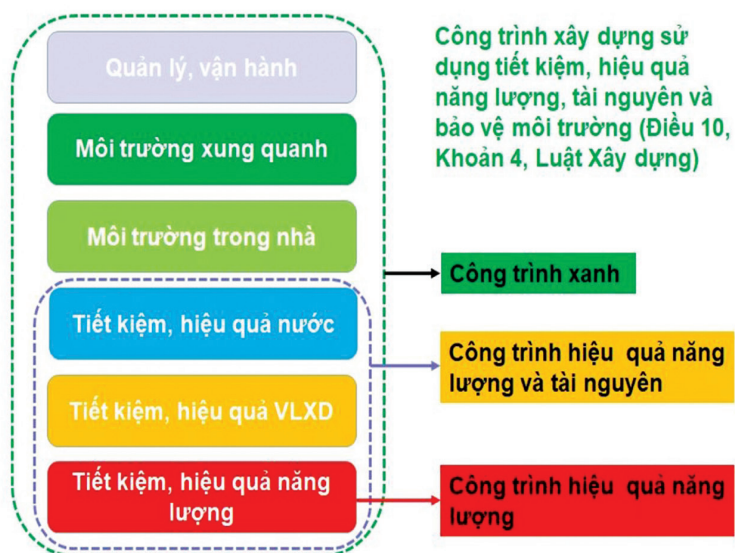 Quản lý, vận hành
Môi trường xung quanh
Môi trường trong nhà
Tiết kiệm, hiệu quả nước
Tiết kiệm, hiệu quả VLXD
Tiết kiệm, hiệu quả năng
lượng
Công trình xây dựng sử
dụng tiết kiệm, hiệu quả
năng lượng, tài nguyên và
bảo vệ môi trường (Điều 10,
Khoản 4, Luật Xây dựng)
Công trình xanh
Công trình hiệu quả năng
lượng và tài nguyên
Công trình hiệu quả năng
lượng